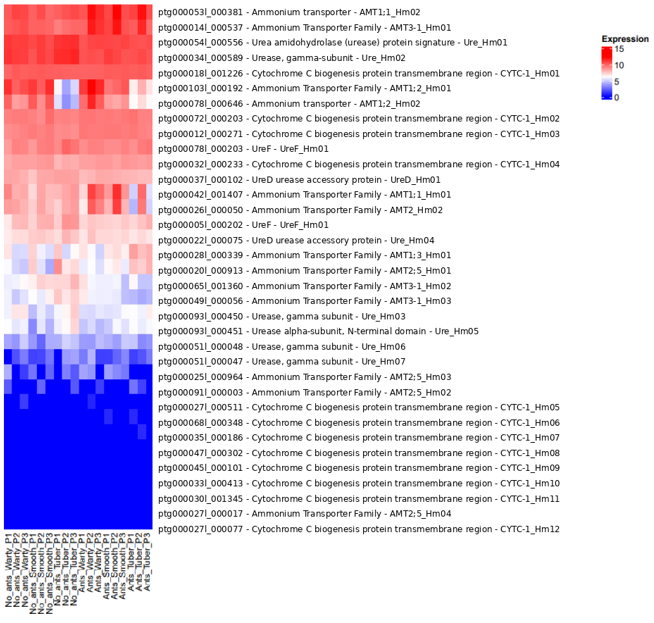 ptg000053l_000381 - Ammonium transporter - AMT1;1_Hm02
ptg000014l_000537 - Ammonium Transporter Family - AMT3-1_Hm01
ptg000054l_000556 - Urea amidohydrolase (urease) protein signature - Ure_Hm01
ptg000034l_000589 - Urease, gamma-subunit - Ure_Hm02
ptg000018l_001226 - Cytochrome C biogenesis protein transmembrane region - CYTC-1_Hm01
ptg000103l_000192 - Ammonium Transporter Family - AMT1;2_Hm01
ptg000078l_000646 - Ammonium transporter - AMT1;2_Hm02
ptg000072l_000203 - Cytochrome C biogenesis protein transmembrane region - CYTC-1_Hm02
ptg000012l_000271 - Cytochrome C biogenesis protein transmembrane region - CYTC-1_Hm03
ptg000078l_000203 - UreF - UreF_Hm01
ptg000032l_000233 - Cytochrome C biogenesis protein transmembrane region - CYTC-1_Hm04
ptg000037l_000102 - UreD urease accessory protein - UreD_Hm01
ptg000042l_001407 - Ammonium Transporter Family - AMT1;1_Hm01
ptg000026l_000050 - Ammonium Transporter Family - AMT2_Hm02
ptg000005l_000202 - UreF - UreF_Hm01
ptg000022l_000075 - UreD urease accessory protein - Ure_Hm04
ptg000028l_000339 - Ammonium Transporter Family - AMT1;3_Hm01
ptg000020l_000913 - Ammonium Transporter Family - AMT2;5_Hm01
ptg000065l_001360 - Ammonium Transporter Family - AMT3-1_Hm02
ptg000049l_000056 - Ammonium Transporter Family - AMT3-1_Hm03
ptg000093l_000450 - Urease, gamma subunit - Ure_Hm03
ptg000093l_000451 - Urease alpha-subunit, N-terminal domain - Ure_Hm05
ptg000051l_000048 - Urease, gamma subunit - Ure_Hm06
ptg000051l_000047 - Urease, gamma subunit - Ure_Hm07
ptg000025l_000964 - Ammonium Transporter Family - AMT2;5_Hm03
ptg000091l_000003 - Ammonium Transporter Family - AMT2;5_Hm02
ptg000027l_000511 - Cytochrome C biogenesis protein transmembrane region - CYTC-1_Hm05
ptg000068l_000348 - Cytochrome C biogenesis protein transmembrane region - CYTC-1_Hm06
ptg000035l_000186 - Cytochrome C biogenesis protein transmembrane region - CYTC-1_Hm07
ptg000047l_000302 - Cytochrome C biogenesis protein transmembrane region - CYTC-1_Hm08
ptg000045l_000101 - Cytochrome C biogenesis protein transmembrane region - CYTC-1_Hm09
ptg000033l_000413 - Cytochrome C biogenesis protein transmembrane region - CYTC-1_Hm10
ptg000030l_001345 - Cytochrome C biogenesis protein transmembrane region - CYTC-1_Hm11
ptg000027l_000017 - Ammonium Transporter Family - AMT2;5_Hm04
ptg000027l_000077 - Cytochrome C biogenesis protein transmembrane region - CYTC-1_Hm12
No_ants_Warty_P1
No_ants_Warty_P2
No_ants_Warty_P3
No_ants_Smooth_P1
No_ants_Smooth_P2
No_ants_Smooth_P3
No_ants_Tuber_P1
No_ants_Tuber_P2
No_ants_Tuber_P3
Ants_Warty_P1
Ants_Warty_P2
Ants_Warty_P3
Ants_Smooth_P1
Ants_Smooth_P2
Ants_Smooth_P3
Ants_Tuber_P1
Ants_Tuber_P2
Ants_Tuber_P3
Expression
15
10
5
0